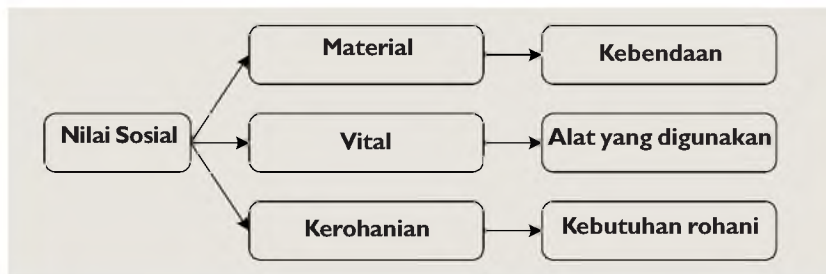 Nilai Sosial
Material
Kebendaan
Vital
Alat yang digunakan
Kerohanian
Kebutuhan rohani